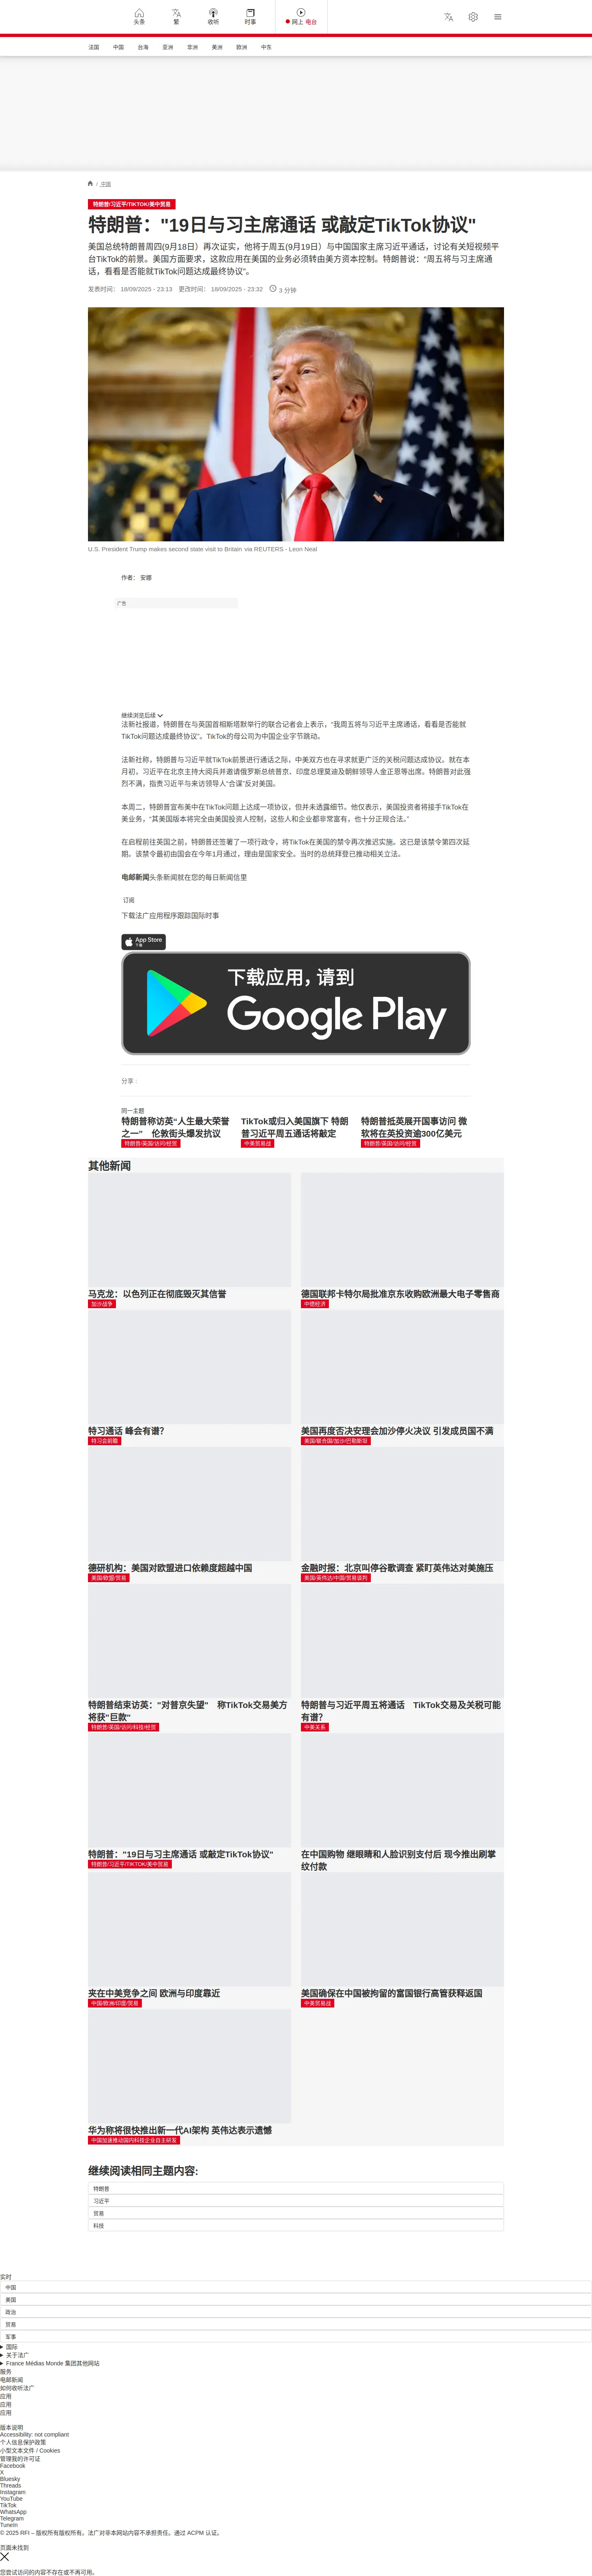 头条
繁
收听
时事
网上 电台
法国
中国
台海
亚洲
非洲
美洲
欧洲
中东
/ 中国
特朗普/习近平/TIKTOK/美中贸易
特朗普："19日与习主席通话 或敲定TikTok协议"
美国总统特朗普周四(9月18日）再次证实，他将于周五(9月19日）与中国国家主席习近平通话，讨论有关短视频平
台TikTok的前景。美国方面要求，这款应用在美国的业务必须转由美方资本控制。特朗普说："周五将与习主席通
话，看看是否能就TikTok问题达成最终协议"。
发表时间： 18/09/2025 - 23:13 更改时间： 18/09/2025 - 23:32 3 分钟
U.S. President Trump makes second state visit to Britain via REUTERS - Leon Neal
作者： 安娜
广告
继续浏览后续
法新社报道，特朗普在与英国首相斯塔默举行的联合记者会上表示，"我周五将与习近平主席通话，看看是否能就
TikTok问题达成最终协议"。TikTok的母公司为中国企业字节跳动。
法新社称，特朗普与习近平就TikTok前景进行通话之际，中美双方也在寻求就更广泛的关税问题达成协议。就在本
月初，习近平在北京主持大阅兵并邀请俄罗斯总统普京、印度总理莫迪及朝鲜领导人金正恩等出席。特朗普对此强
烈不满，指责习近平与来访领导人"合谋"反对美国。
本周二，特朗普宣布美中在TikTok问题上达成一项协议，但并未透露细节。他仅表示，美国投资者将接手TikTok在
美业务，"其美国版本将完全由美国投资人控制，这些人和企业都非常富有，也十分正规合法。"
在启程前往英国之前，特朗普还签署了一项行政令，将TikTok在美国的禁令再次推迟实施。这已是该禁令第四次延
期。该禁令最初由国会在今年1月通过，理由是国家安全。当时的总统拜登已推动相关立法。
电邮新闻头条新闻就在您的每日新闻信里
订阅
下载法广应用程序跟踪国际时事
App Store
下载
下载应用，请到
Google Play
分享 :
同一主题
特朗普称访英"人生最大荣誉
之一" 伦敦街头爆发抗议
特朗普/英国/访问/经贸
TikTok或归入美国旗下 特朗
普习近平周五通话将敲定
中美贸易战
特朗普抵英展开国事访问 微
软将在英投资逾300亿美元
特朗普/英国/访问/经贸
其他新闻
马克龙：以色列正在彻底毁灭其信誉
加沙战争
德国联邦卡特尔局批准京东收购欧洲最大电子零售商
中德经济
特习通话 峰会有谱？
特习会前瞻
美国再度否决安理会加沙停火决议 引发成员国不满
美国/联合国/加沙/巴勒斯坦
德研机构：美国对欧盟进口依赖度超越中国
美国/欧盟/贸易
金融时报：北京叫停谷歌调查 紧盯英伟达对美施压
美国/英伟达/中国/贸易谈判
特朗普结束访英："对普京失望" 称TikTok交易美方
将获"巨款"
特朗普/英国/访问/科技/经贸
特朗普与习近平周五将通话 TikTok交易及关税可能
有谱？
中美关系
特朗普："19日与习主席通话 或敲定TikTok协议"
特朗普/习近平/TIKTOK/美中贸易
在中国购物 继眼睛和人脸识别支付后 现今推出刷掌
纹付款
夹在中美竞争之间 欧洲与印度靠近
中国/欧洲/印度/贸易
美国确保在中国被拘留的富国银行高管获释返国
中美贸易战
华为称将很快推出新一代AI架构 英伟达表示遗憾
中国加速推动国内科技企业自主研发
继续阅读相同主题内容:
特朗普
习近平
贸易
科技
实时
中国
美国
政治
贸易
军事
国际
关于法广
France Médias Monde 集团其他网站
服务
电邮新闻
如何收听法广
应用
应用
应用
版本说明
Accessibility: not compliant
个人信息保护政策
小型文本文件 / Cookies
管理我的许可证
Facebook
X
Bluesky
Threads
Instagram
YouTube
TikTok
WhatsApp
Telegram
TuneIn
© 2025 RFI – 版权所有版权所有。法广对非本网站内容不承担责任。通过 ACPM 认证。
页面未找到
您尝试访问的内容不存在或不再可用。